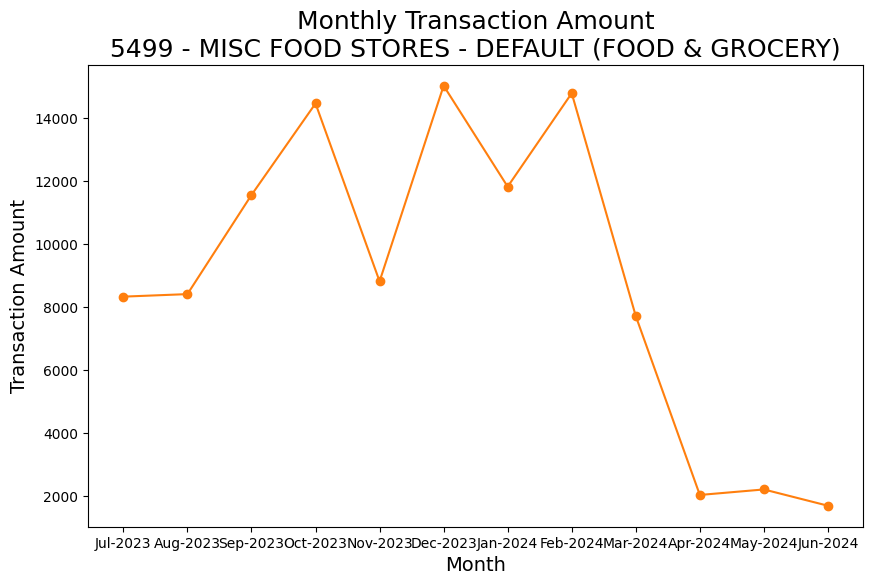 Monthly Transaction Amount
5499 - MISC FOOD STORES - DEFAULT (FOOD & GROCERY)
Transaction Amount
14000
12000
10000
8000
6000
4000
2000
Jul-2023 Aug-2023 Sep-2023 Oct-2023 Nov-2023 Dec-2023 Jan-2024 Feb-2024 Mar-2024 Apr-2024 May-2024 Jun-2024
Month